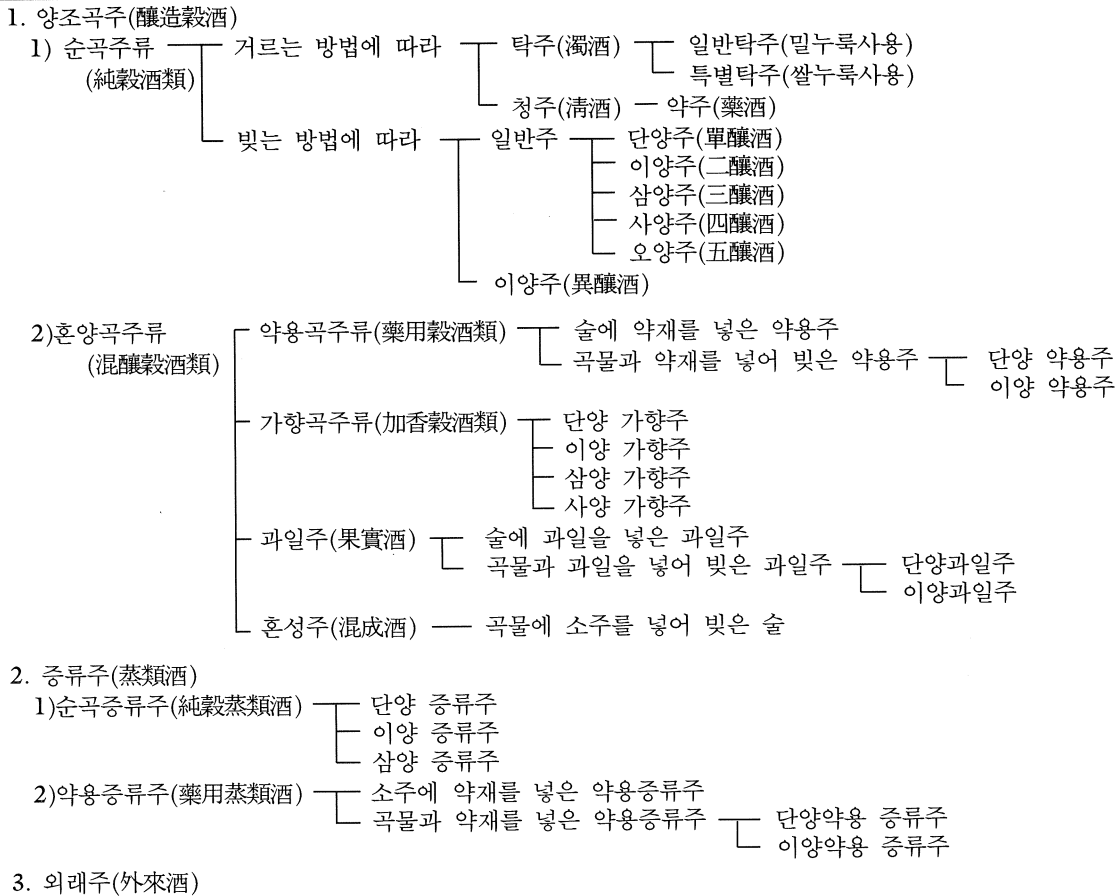 1. 양조곡주(釀造穀酒)
1) 순곡주류 거르는 방법에 따라 탁주(濁酒) 일반탁주(밀누룩사용)
(純穀酒類) 특별탁주(쌀누룩사용)
청주(淸酒) 약주(藥酒)
빚는 방법에 따라 일반주 단양주(單釀酒)
이양주(二釀酒)
삼양주(三釀酒)
사양주(四釀酒)
오양주(五釀酒)
이양주(異釀酒)
2)혼양곡주류 약용곡주류(藥用穀酒類) 술에 약재를 넣은 약용주
(混釀穀酒類) 곡물과 약재를 넣어 빚은 약용주 단양 약용주
이양 약용주
가향곡주류(加香穀酒類) 단양 가향주
이양 가향주
삼양 가향주
사양 가향주
과일주(果實酒) 술에 과일을 넣은 과일주
곡물과 과일을 넣어 빚은 과일주 단양과일주
이양과일주
혼성주(混成酒) 곡물에 소주를 넣어 빚은 술
2. 증류주(蒸類酒)
1)순곡증류주(純穀蒸類酒) 단양 증류주
이양 증류주
삼양 증류주
2)약용증류주(藥用蒸類酒) 소주에 약재를 넣은 약용증류주
곡물과 약재를 넣은 약용증류주 단양약용 증류주
이양약용 증류주
3. 외래주(外來酒)